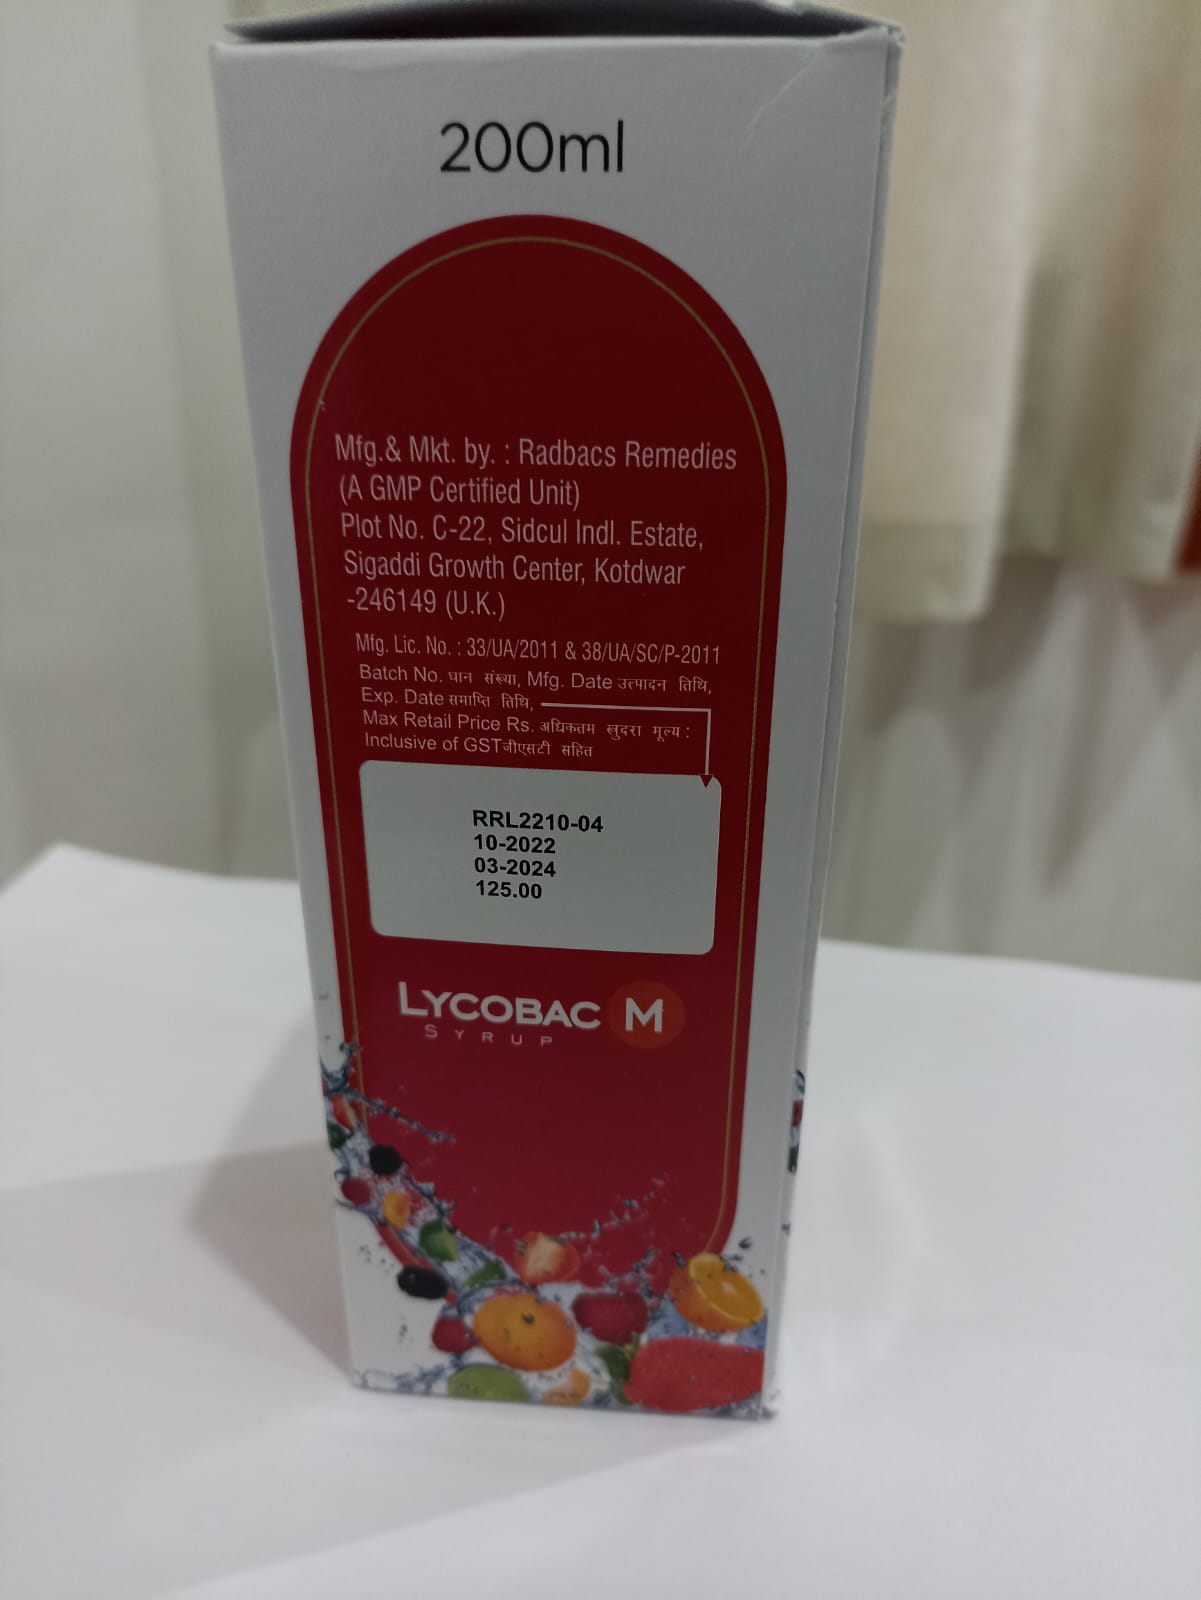 200ml
Mfg.& Mkt. by. : Radbacs Remedies
(A GMP Certified Unit)
Plot No. C-22, Sidcul Indl. Estate,
Sigaddi Growth Center, Kotdwar
-246149 (U.K.)
Mfg. Lic. No. : 33/UA/2011 & 38/UA/SC/P-2011
Batch No. घान संख्या, Mfg. Date उत्पादन तिथि,
Exp. Date समाप्ति तिथि,
Max Retail Price Rs. अधिकतम खुदरा मूल्य :
Inclusive of GST जीएसटी सहित
RRL2210-04
10-2022
03-2024
125.00
LYCOBAC M
SYRUP